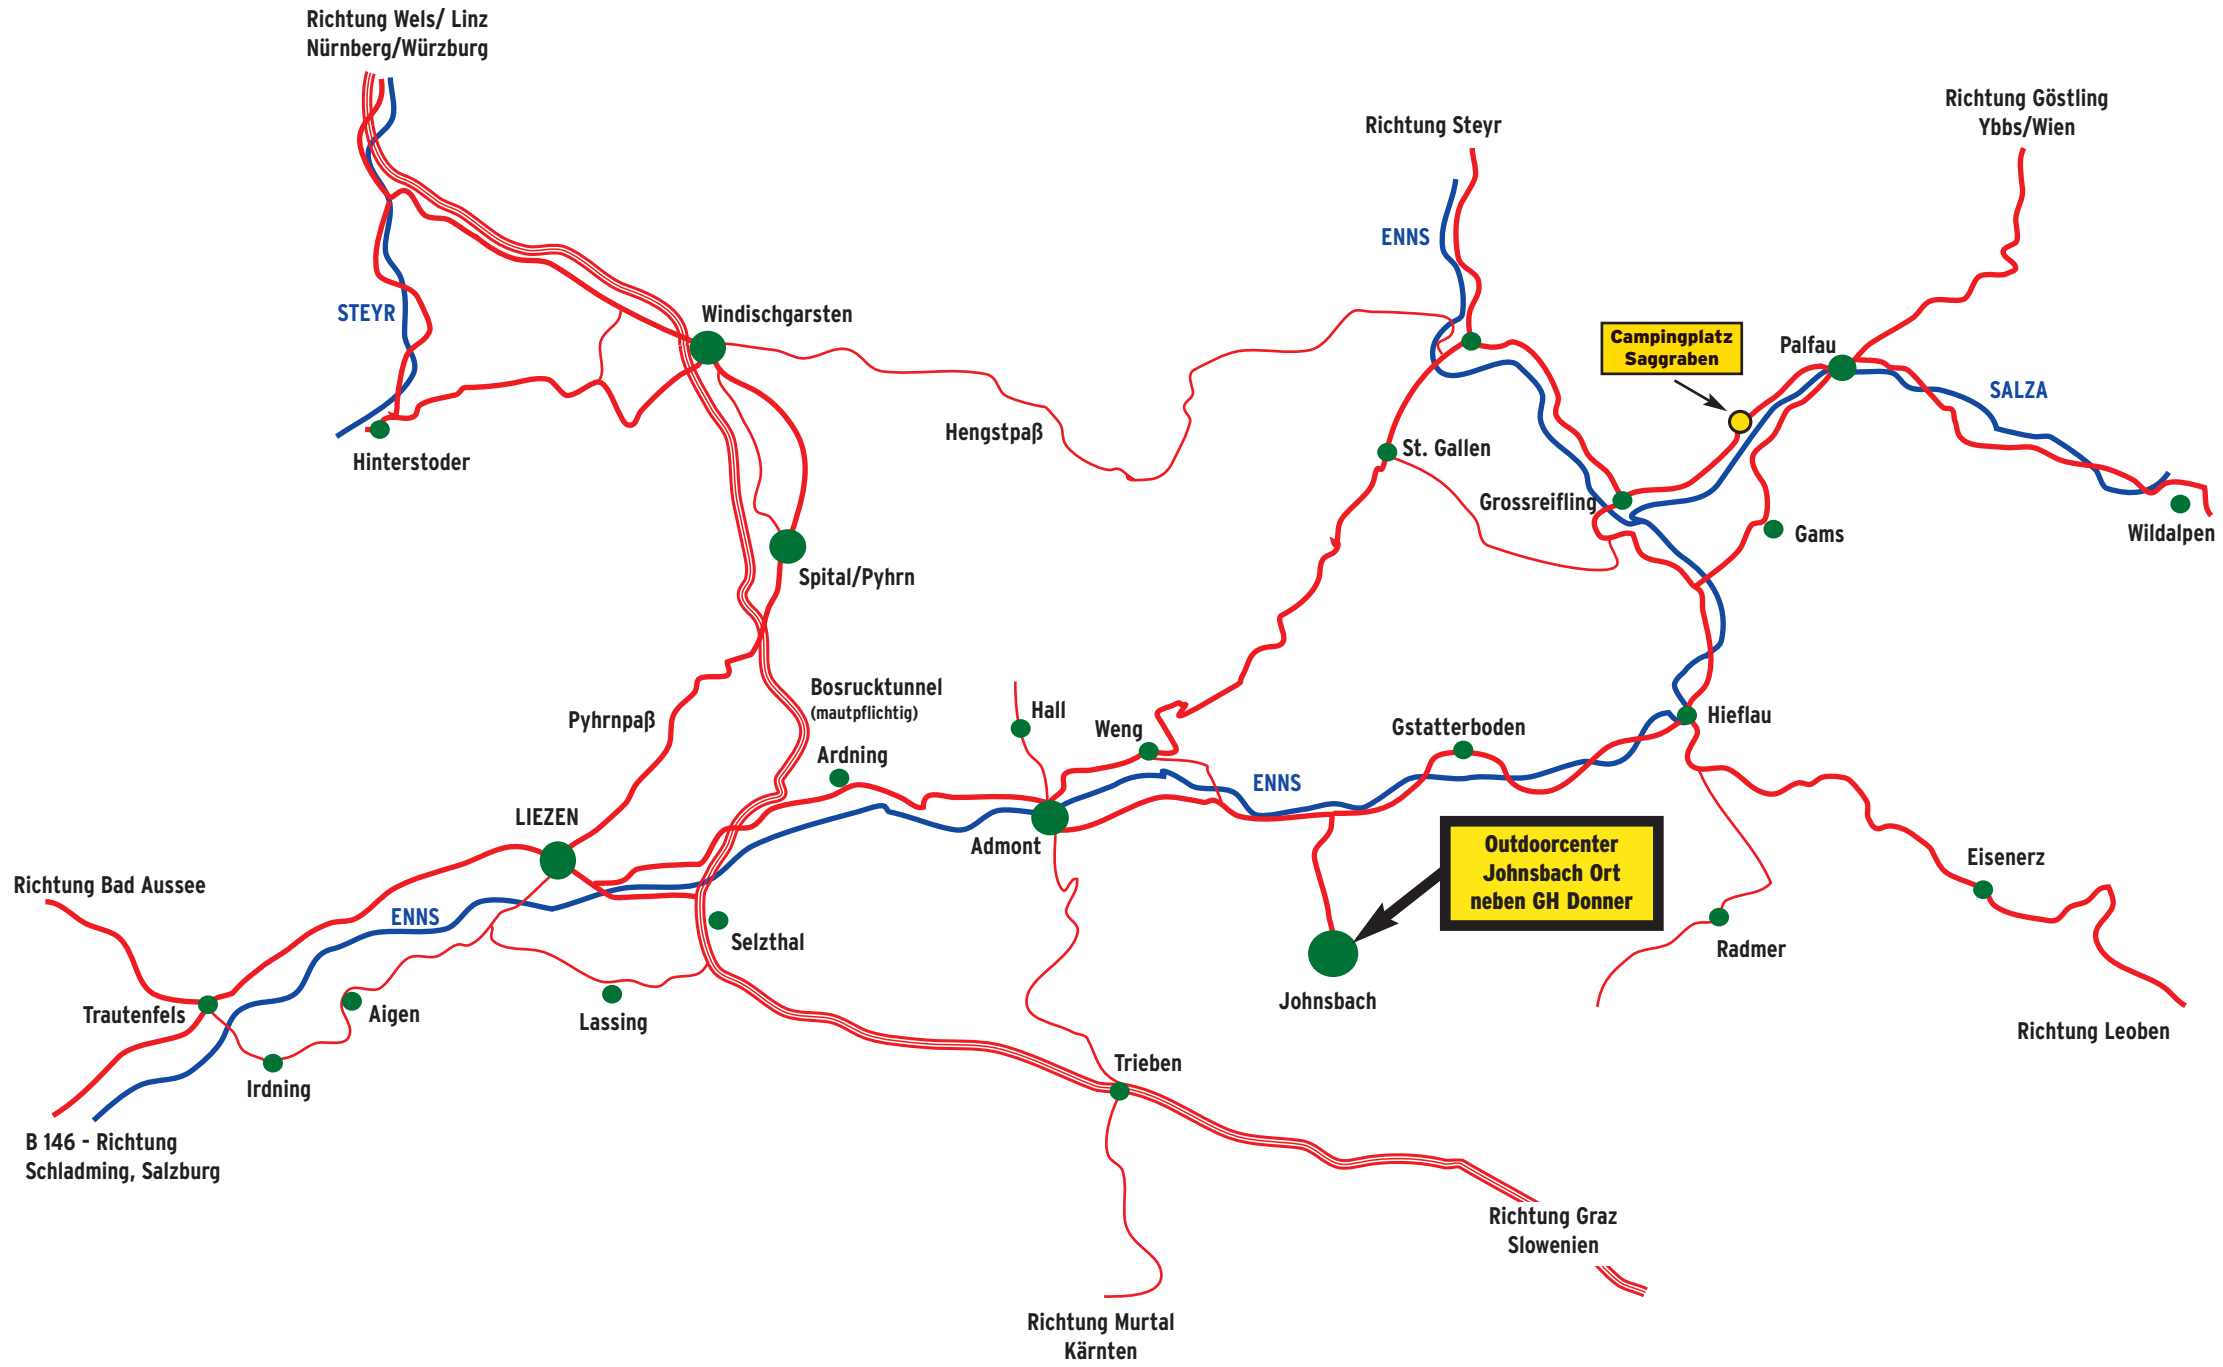 Richtung Wels/ Linz
Nürnberg/Würzburg
Richtung Göstling
Ybbs/Wien
Richtung Steyr
ENNS
STEYR
Windischgarsten
Campingplatz
Saggraben
Palfau
SALZA
Hengstpaß
Hinterstoder
St. Gallen
Grossreifling
Gams
Wildalpen
Spital/Pyhrn
Bosrucktunnel
(mautpflichtig)
Pyhrnpaß
Hall
Weng
Gstatterboden
Hieflau
Ardning
ENNS
LIEZEN
Admont
Outdoorcenter
Johnsbach Ort
neben GH Donner
Eisenerz
Richtung Bad Aussee
ENNS
Selzthal
Radmer
Johnsbach
Trautenfels
Aigen
Lassing
Richtung Leoben
Irdning
Trieben
B 146 - Richtung
Schladming, Salzburg
Richtung Graz
Slowenien
Richtung Murtal
Kärnten